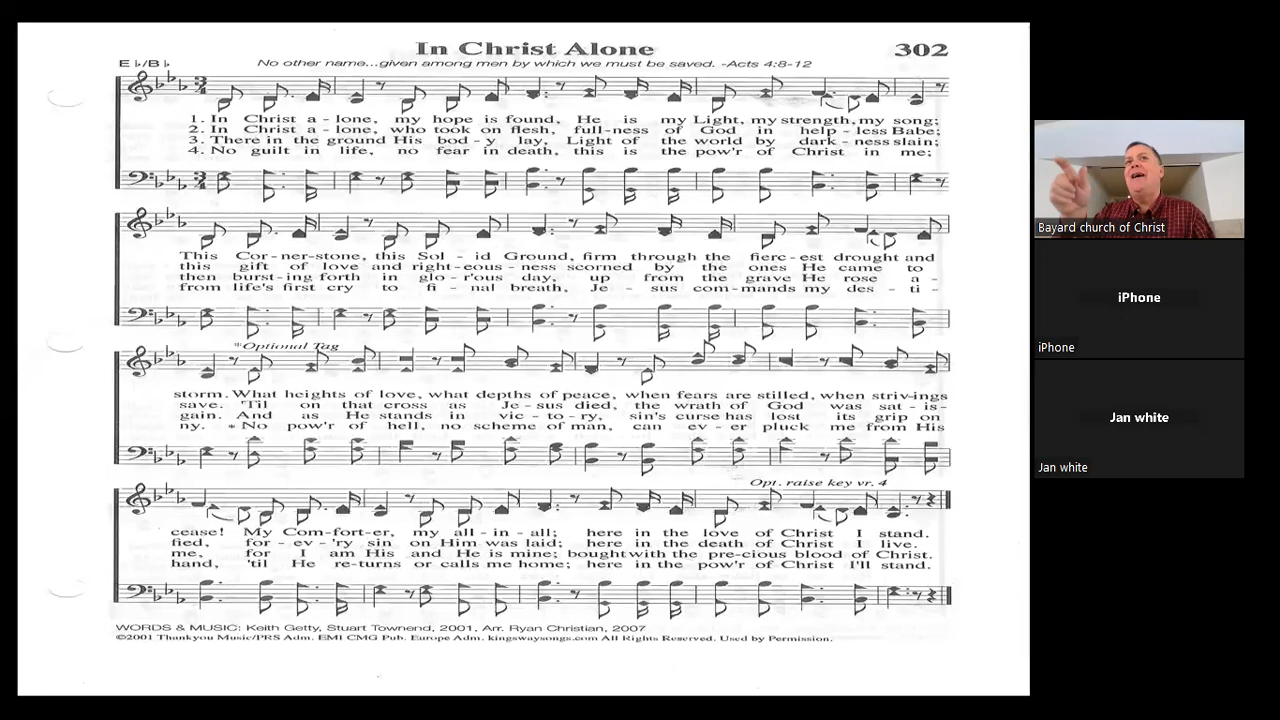 In Christ Alone 302
E♭/B♭ No other name...given among men by which we must be saved. -Acts 4:8-12
1. In Christ a - lone, my hope is found, He is my Light, my strength, my song;
2. In Christ a - lone, who took on flesh, full-ness of God in help - less Babe;
3. There in the ground His bod - y lay, Light of the world by dark - ness slain;
4. No guilt in life, no fear in death, this is the pow'r of Christ in me;
This Cor - ner-stone, this Sol - id Ground, firm through the fierc - est drought and
this gift of love and right-eous - ness scorned by the ones He came to
then burst-ing forth in glo - r'ous day, up from the grave He rose a -
from life's first cry to fi - nal breath, Je - sus com-mands my des - ti -
*Optional Tag
storm. What heights of love, what depths of peace, when fears are stilled, when striv-ings
save. 'Til on that cross as Je - sus died, the wrath of God was sat - is-
gain. And as He stands in vic - to - ry, sin's curse has lost its grip on
ny. * No pow'r of hell, no scheme of man, can ev - er pluck me from His
Opt. raise key vr. 4
cease! My Com-fort-er, my all - in - all; here in the love of Christ I stand.
fied, for - ev - 'ry sin on Him was laid; here in the death of Christ I live.
me, for I am His and He is mine; bought with the pre-cious blood of Christ.
hand, 'til He re-turns or calls me home; here in the pow'r of Christ I'll stand.
WORDS & MUSIC: Keith Getty, Stuart Townend, 2001, Arr. Ryan Christian, 2007
©2001 Thankyou Music/PRS Adm. EMI CMG Pub. Europe Adm. kingswaysongs.com All Rights Reserved. Used by Permission.
Bayard church of Christ
iPhone
iPhone
Jan white
Jan white